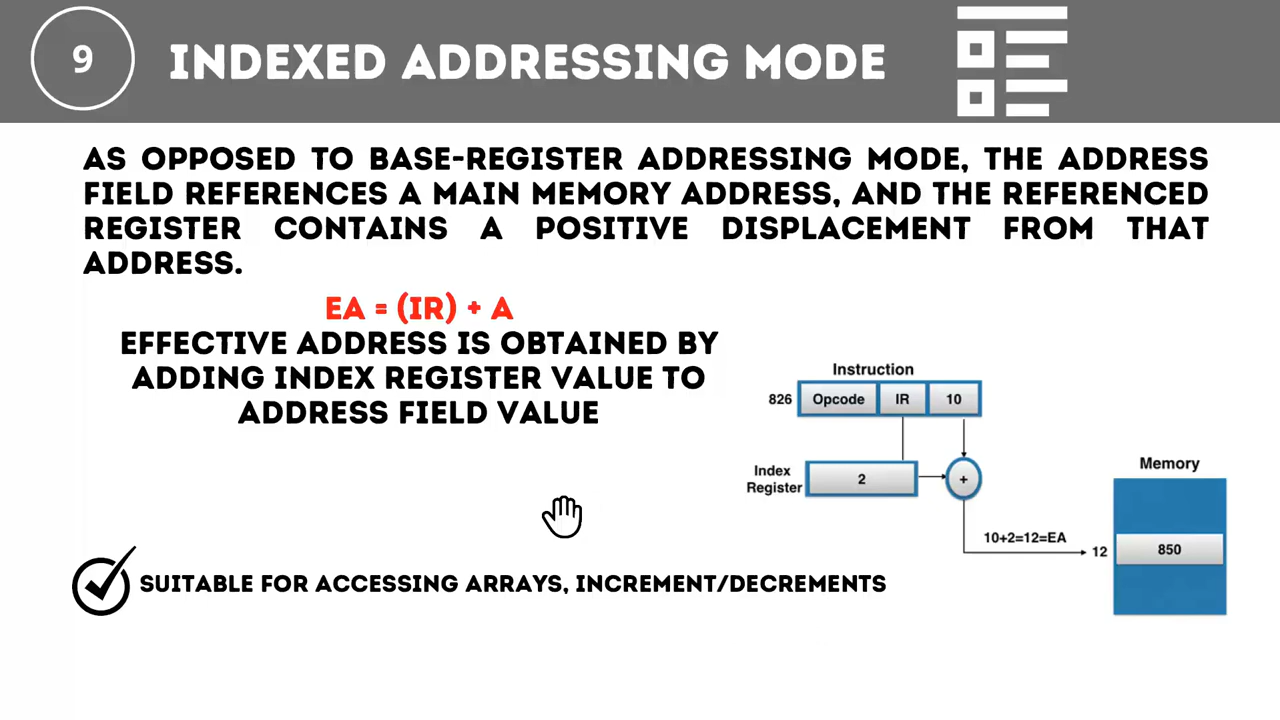 9
INDEXED ADDRESSING MODE
AS OPPOSED TO BASE-REGISTER ADDRESSING MODE, THE ADDRESS
FIELD REFERENCES A MAIN MEMORY ADDRESS, AND THE REFERENCED
REGISTER CONTAINS A POSITIVE DISPLACEMENT FROM THAT
ADDRESS.
EA = (IR) + A
EFFECTIVE ADDRESS IS OBTAINED BY
ADDING INDEX REGISTER VALUE TO
ADDRESS FIELD VALUE
Instruction
826 Opcode IR 10
Index
Register
2
+
Memory
10+2=12=EA
12
850
SUITABLE FOR ACCESSING ARRAYS, INCREMENT/DECREMENTS